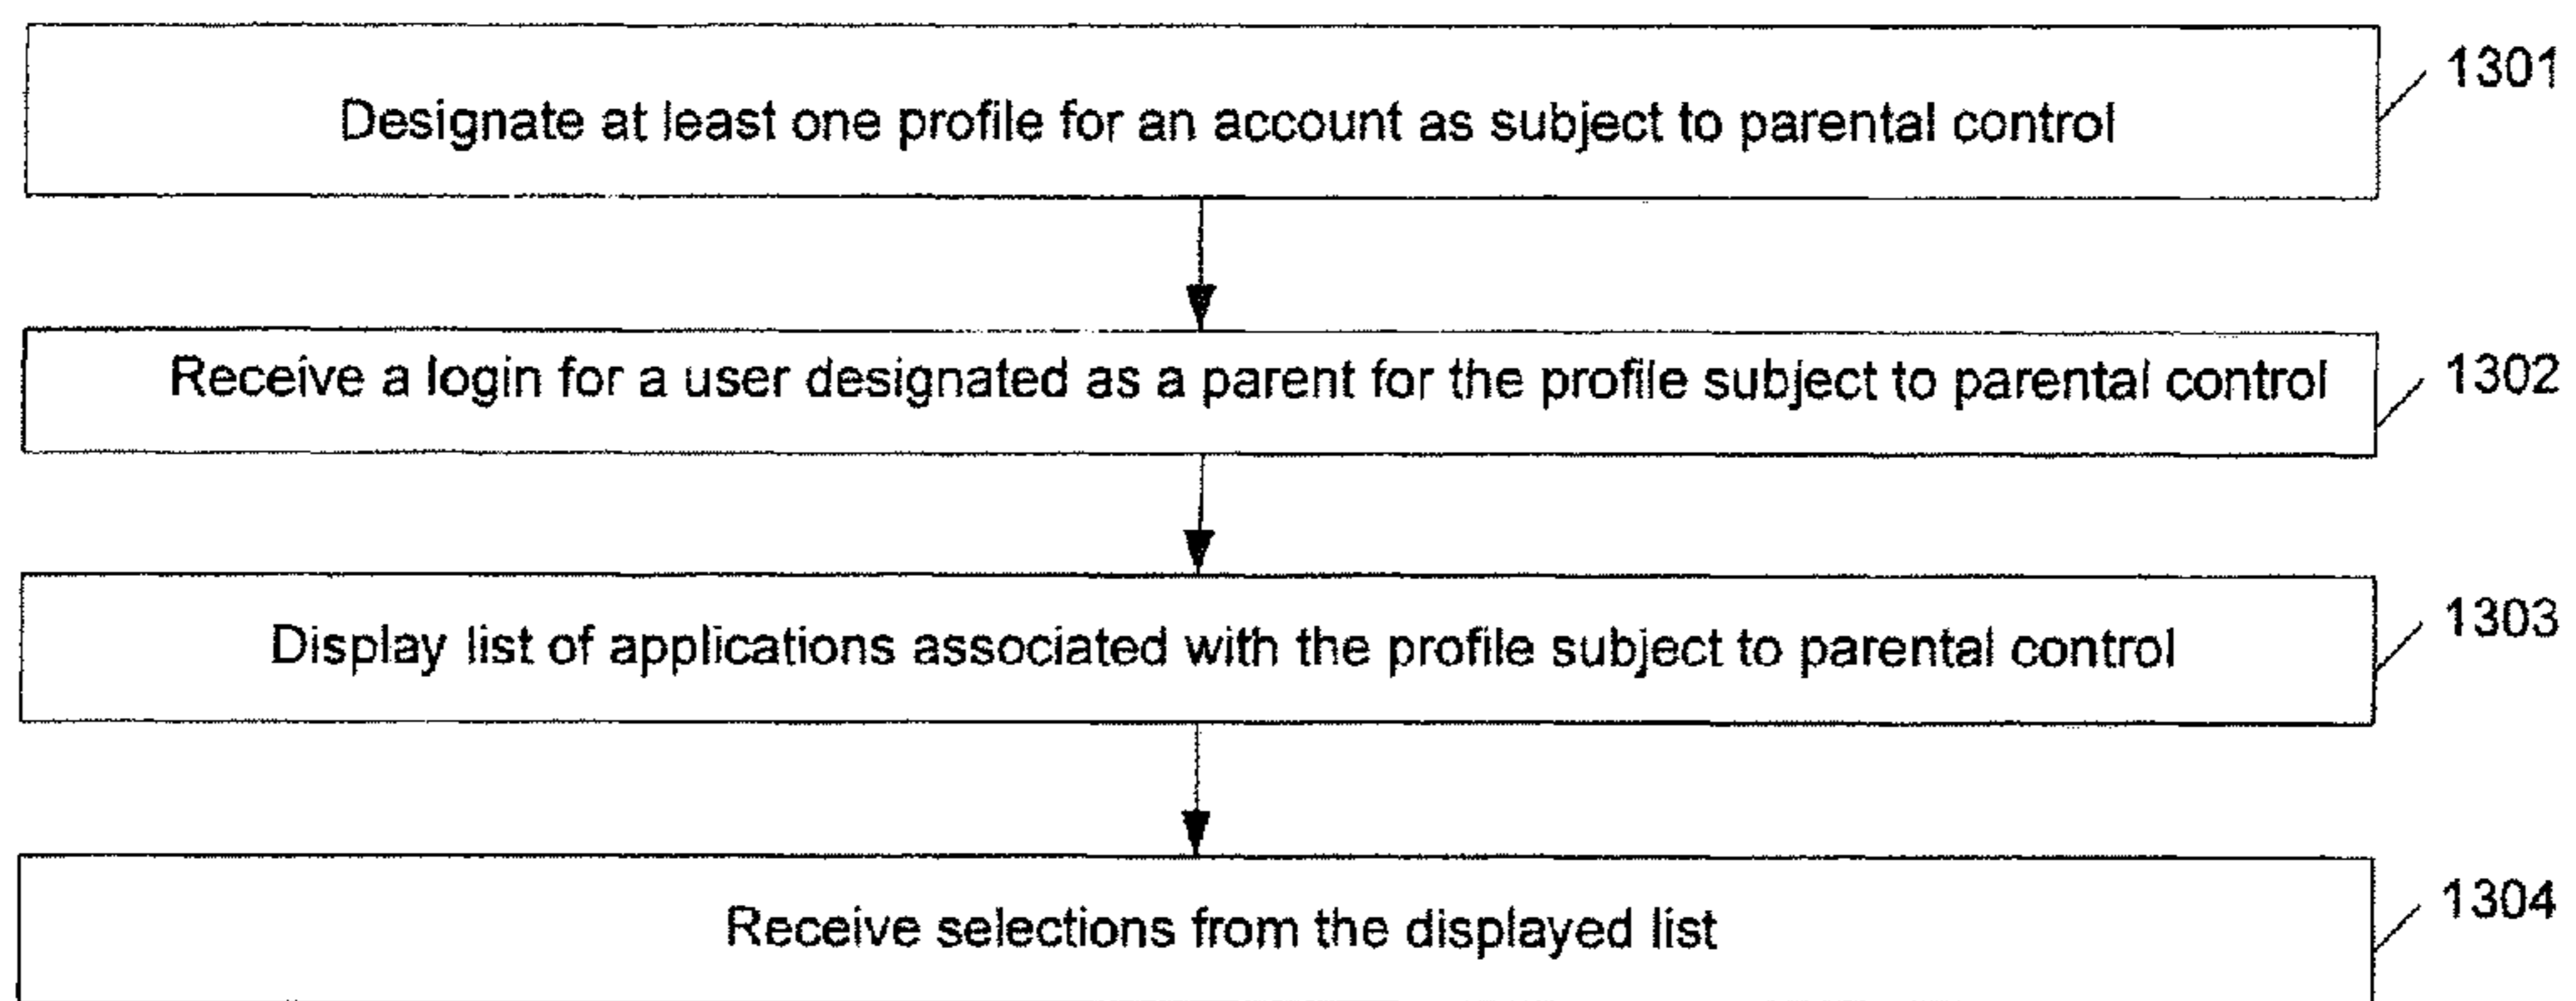 1301
Designate at least one profile for an account as subject to parental control
1302
Receive a login for a user designated as a parent for the profile subject to parental control
1303
Display list of applications associated with the profile subject to parental control
1304
Receive selections from the displayed list